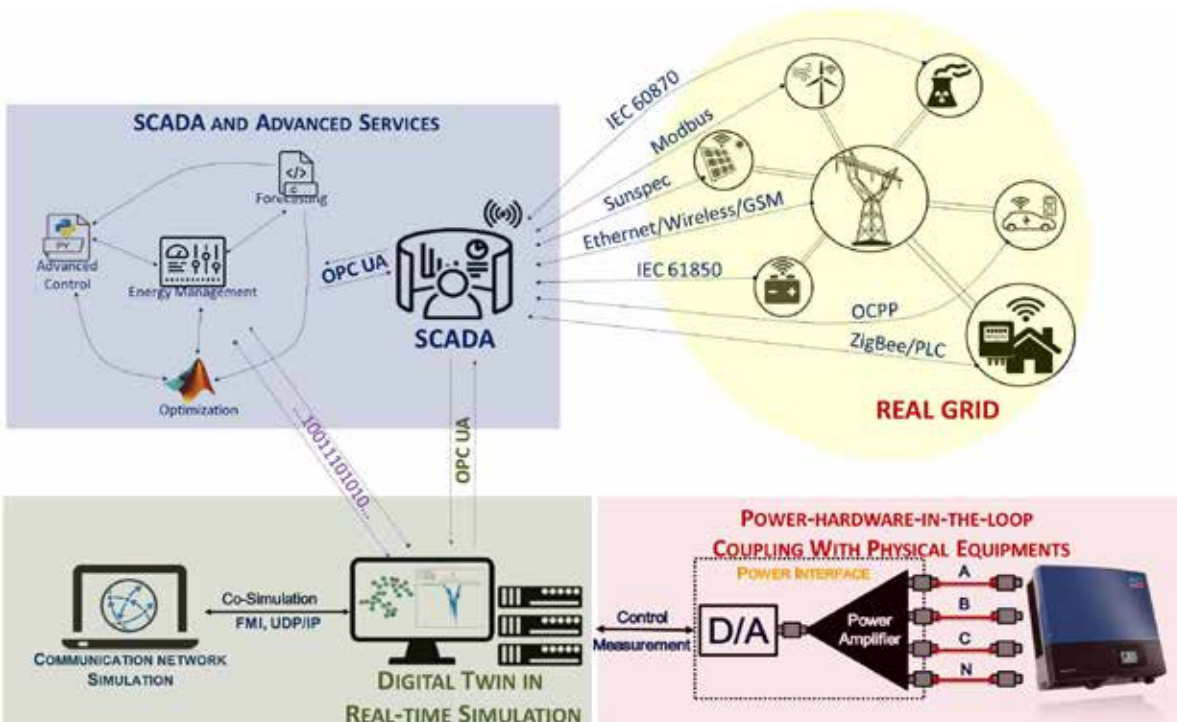 SCADA AND ADVANCED SERVICES
</>
C
Forecasting
PY
Advanced
Control
Energy Management
Optimization
OPC UA
SCADA
IEC 60870
Modbus
Sunspec
Ethernet/Wireless/GSM
IEC 61850
OCPP
ZigBee/PLC
REAL GRID
...10011101010...
OPC UA
COMMUNICATION NETWORK
SIMULATION
Co-Simulation
FMI, UDP/IP
DIGITAL TWIN IN
REAL-TIME SIMULATION
Control
Measurement
POWER-HARDWARE-IN-THE-LOOP
COUPLING WITH PHYSICAL EQUIPMENTS
POWER INTERFACE
D/A
Power
Amplifier
A
B
C
N